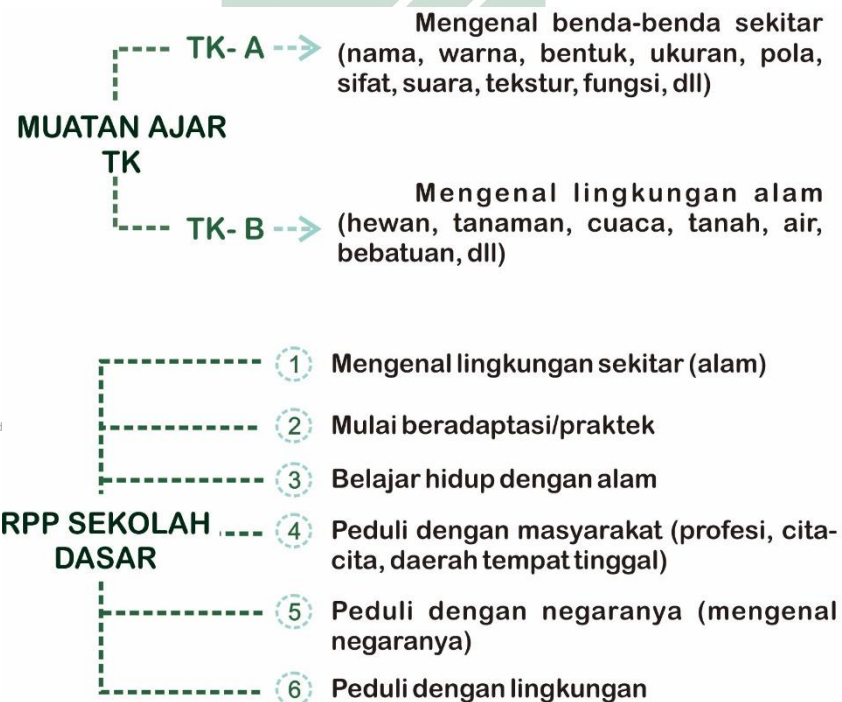 TK- A
Mengenal benda-benda sekitar
(nama, warna, bentuk, ukuran, pola,
sifat, suara, tekstur, fungsi, dll)
MUATAN AJAR
TK
TK- B
Mengenal lingkungan alam
(hewan, tanaman, cuaca, tanah, air,
bebatuan, dll)
1 Mengenal lingkungan sekitar (alam)
2 Mulai beradaptasi/praktek
3 Belajar hidup dengan alam
RPP SEKOLAH
DASAR
4 Peduli dengan masyarakat (profesi, cita-
cita, daerah tempat tinggal)
5 Peduli dengan negaranya (mengenal
negaranya)
6 Peduli dengan lingkungan